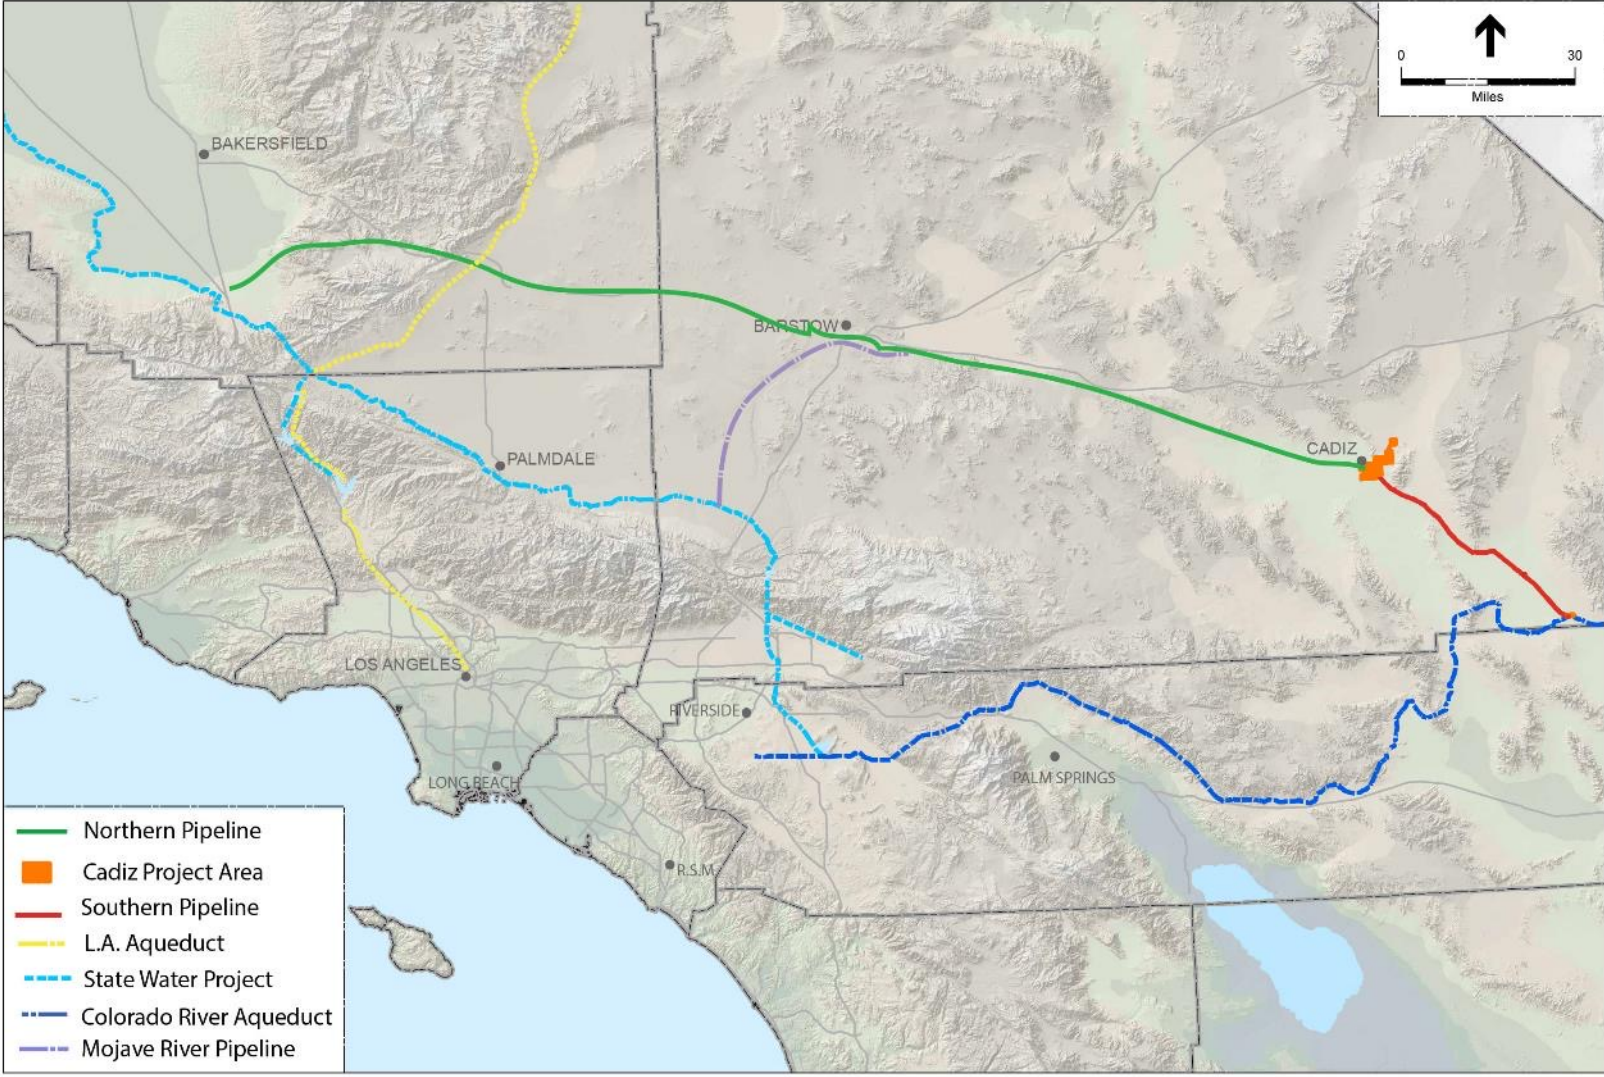 0 30
Miles
BAKERSFIELD
BARSTOW
CADIZ
PALMDALE
LOS ANGELES
RIVERSIDE
PALM SPRINGS
LONG BEACH
R.S.M.
Northern Pipeline
Cadiz Project Area
Southern Pipeline
L.A. Aqueduct
State Water Project
Colorado River Aqueduct
Mojave River Pipeline